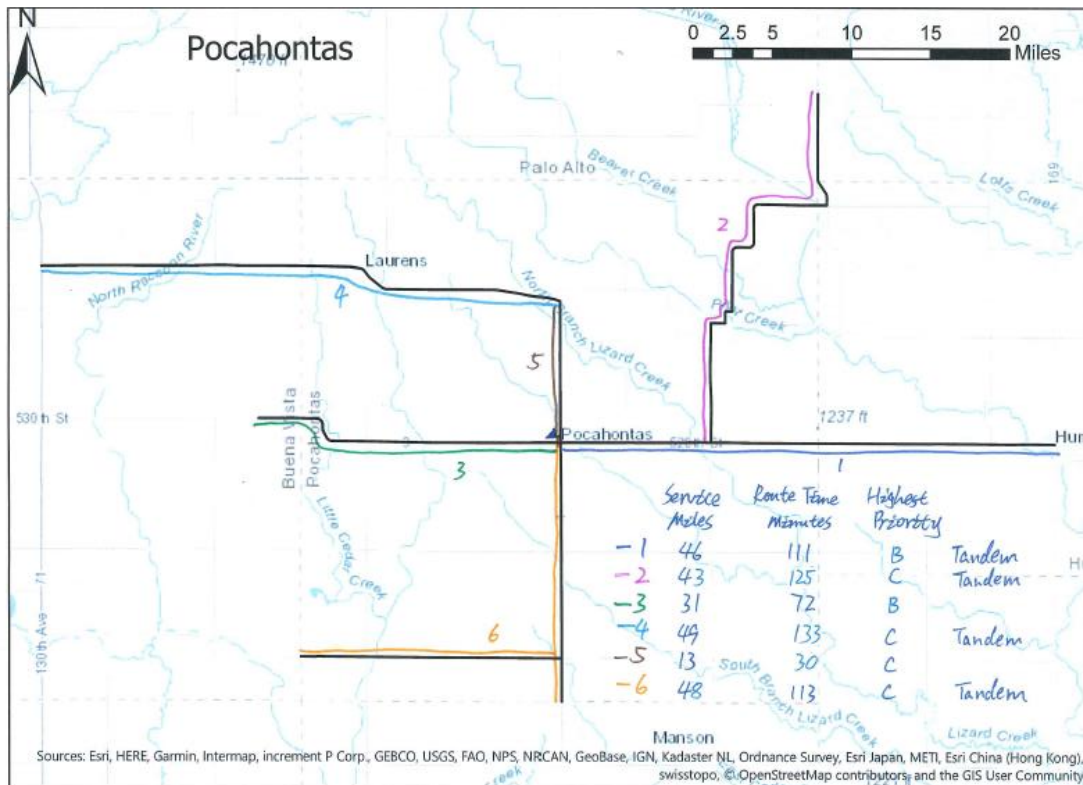 N
Pocahontas
0 2.5 5 10 15 20
Miles
1470 ft
Palo Alto
Beaver Creek
Lotts Creek
169
2
North Raccoon River
Laurens
4
North Branch Lizard Creek
Creek
5
530th St
Buena Vista
Pocahontas
Pocahontas
1237 ft
Hum
3
1
Little Cedar Creek
130th Ave
71
6
Service Miles Route Time Minutes Highest Priority
-1 46 111 B Tandem
-2 43 125 C Tandem
-3 31 72 B
-4 49 133 C Tandem
-5 13 30 C
-6 48 113 C Tandem
South Branch Lizard Creek
Lizard Creek
Manson
Sources: Esri, HERE, Garmin, Intermap, increment P Corp., GEBCO, USGS, FAO, NPS, NRCAN, GeoBase, IGN, Kadaster NL, Ordnance Survey, Esri Japan, METI, Esri China (Hong Kong),
swisstopo, © OpenStreetMap contributors, and the GIS User Community